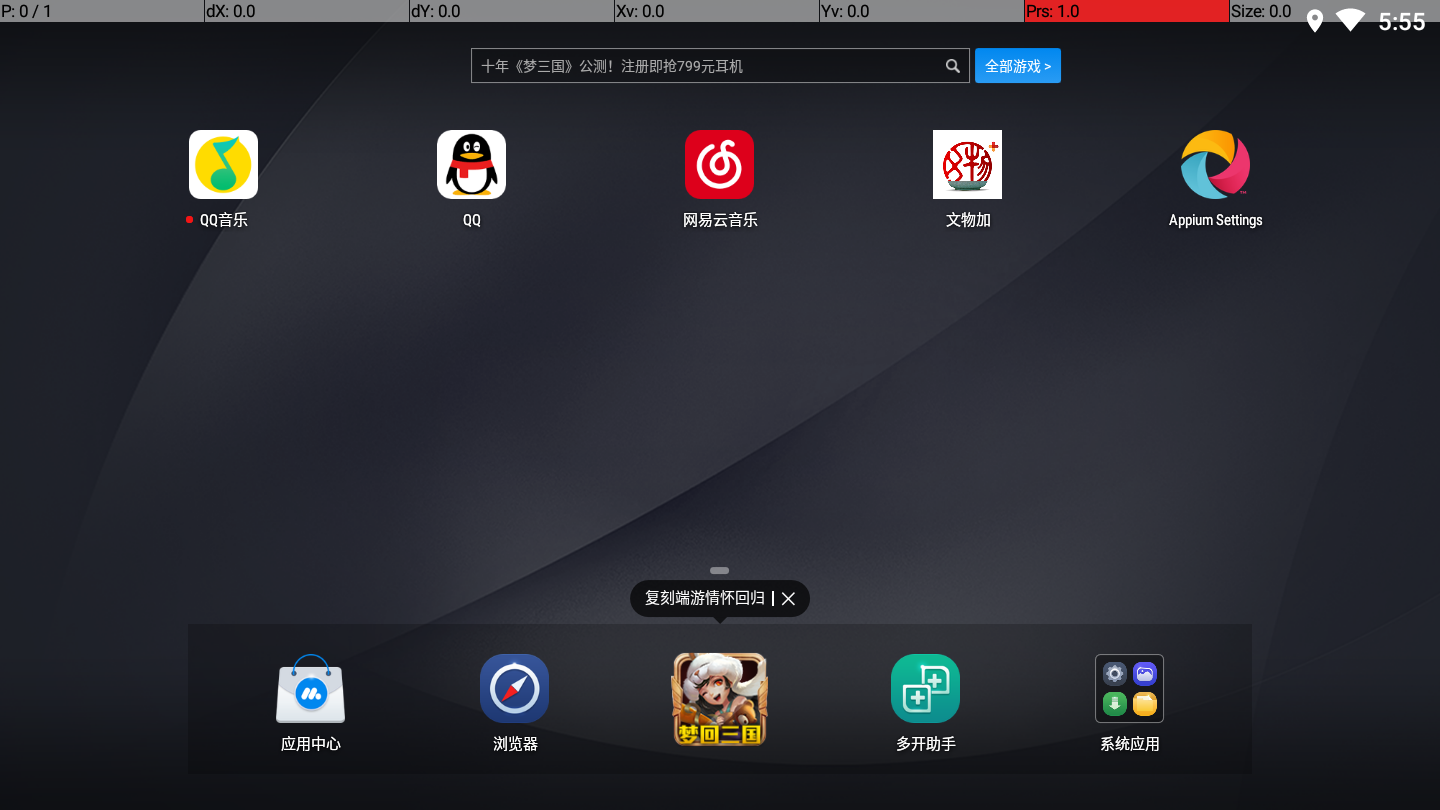 P: 0 / 1
dX: 0.0
dY: 0.0
Xv: 0.0
Yv: 0.0
Prs: 1.0
Size: 0.0
5:55
十年《梦三国》公测！注册即抢799元耳机
全部游戏 >
QQ音乐
QQ
网易云音乐
文物加
Appium Settings
复刻端游情怀回归
梦回三国
应用中心
浏览器
多开助手
系统应用